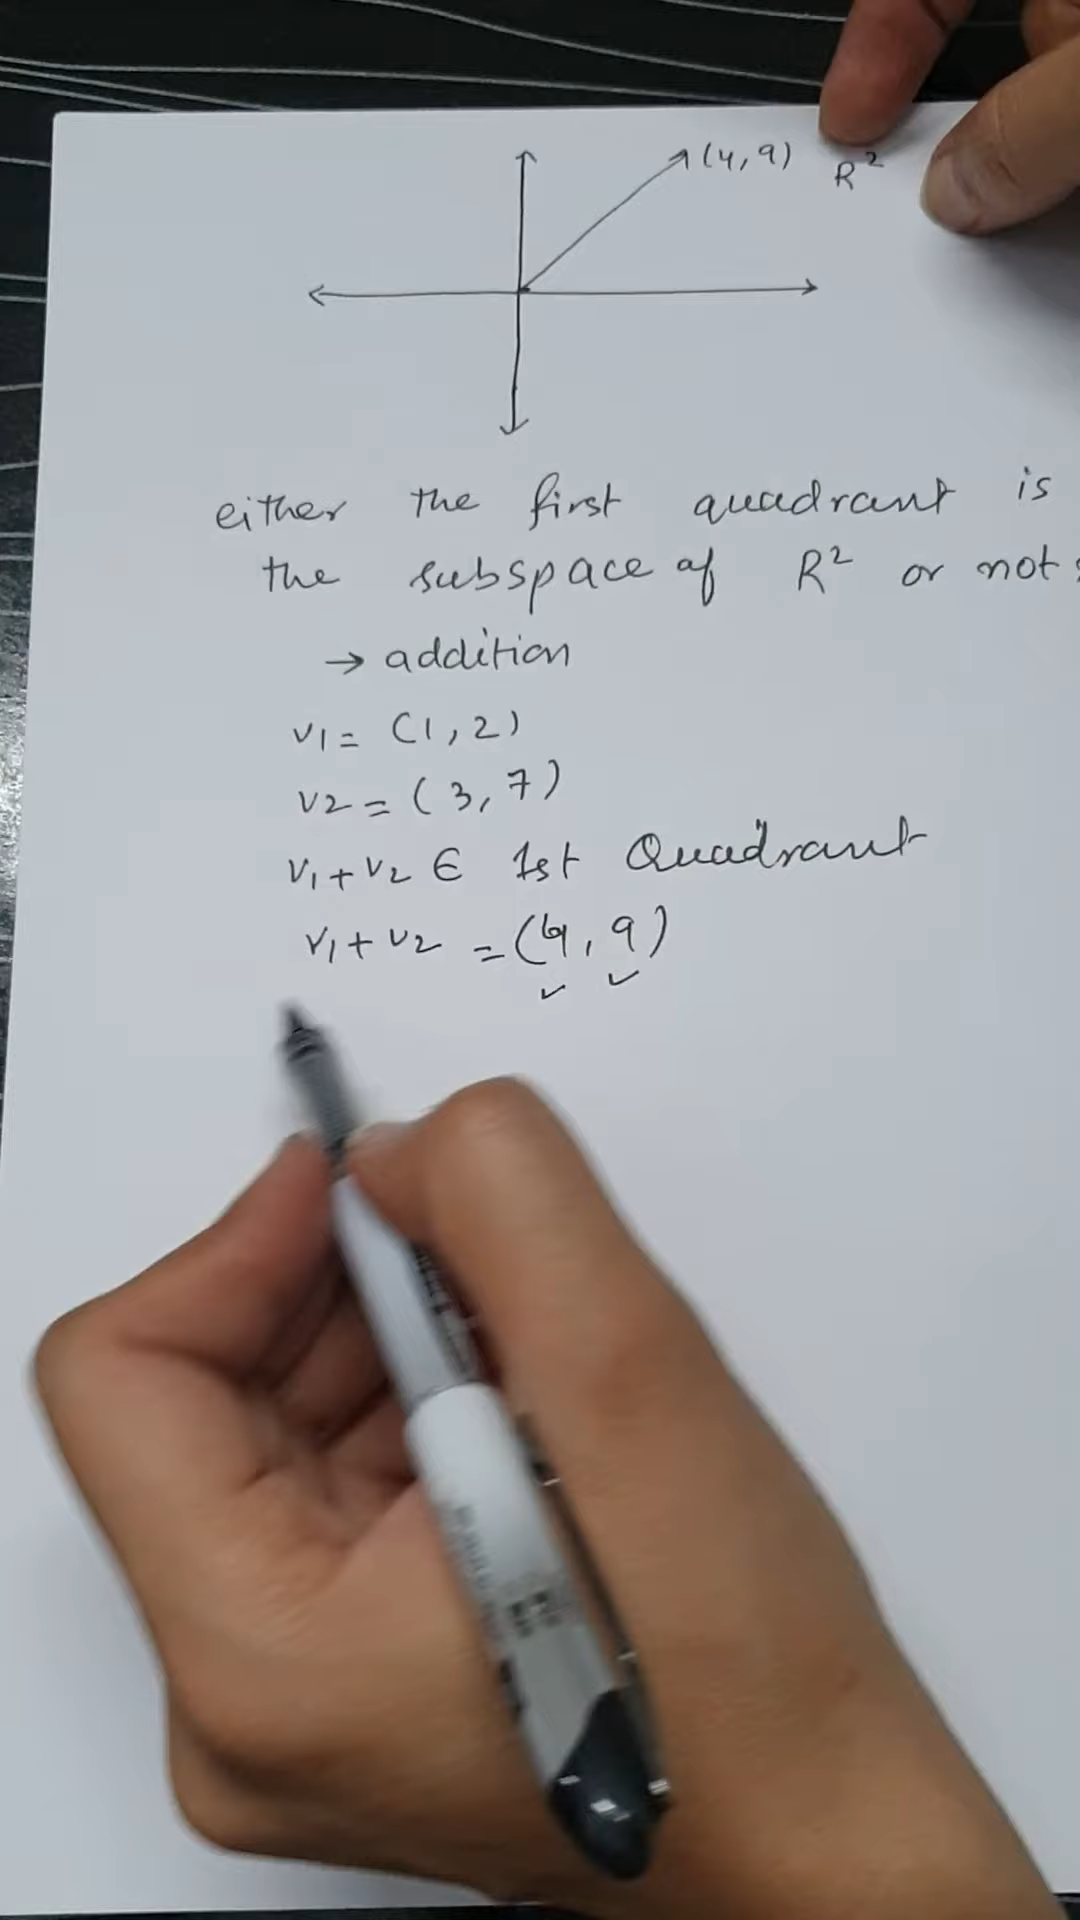 (4,9) R²
either the first quadrant is
the subspace of R² or not
→ addition
v1 = (1,2)
v2 = (3,7)
v1+v2 ∈ 1st Quadrant
v1+v2 = (4,9)